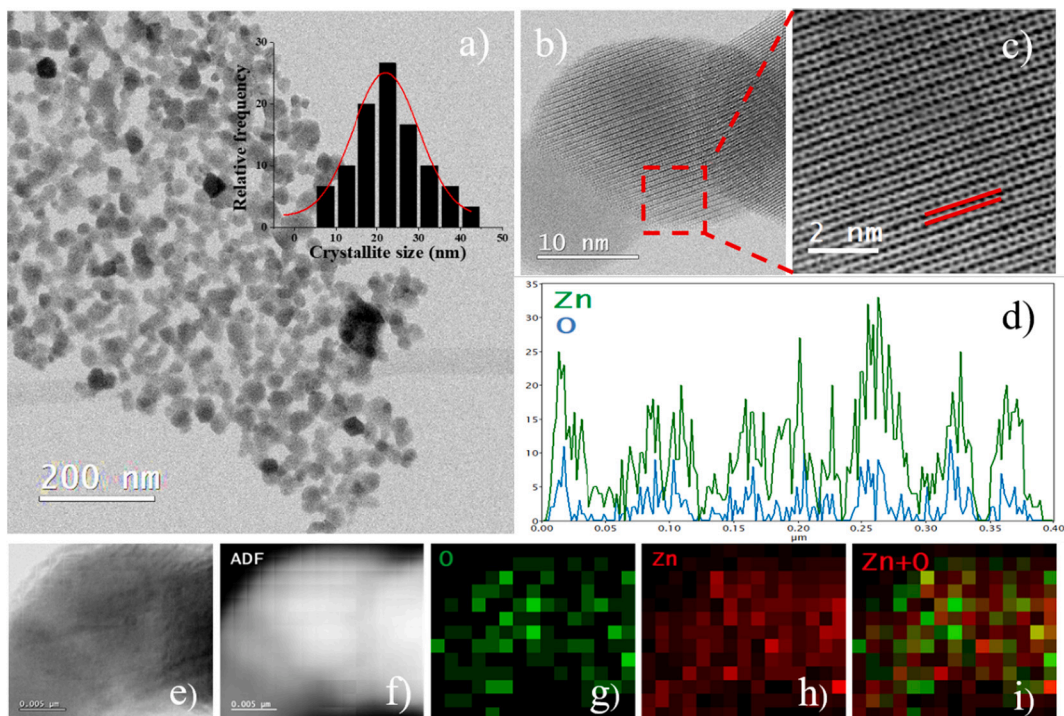 a)
30
20
10
0
Relative frequency
0
10
20
30
40
50
Crystallite size (nm)
200 nm
b)
10 nm
c)
2 nm
d)
Zn
O
35
30
25
20
15
10
5
0
0.00
0.05
0.10
0.15
0.20
0.25
0.30
0.35
0.40
µm
e)
0.005 µm
ADF
f)
0.005 µm
O
g)
Zn
h)
Zn+O
i)